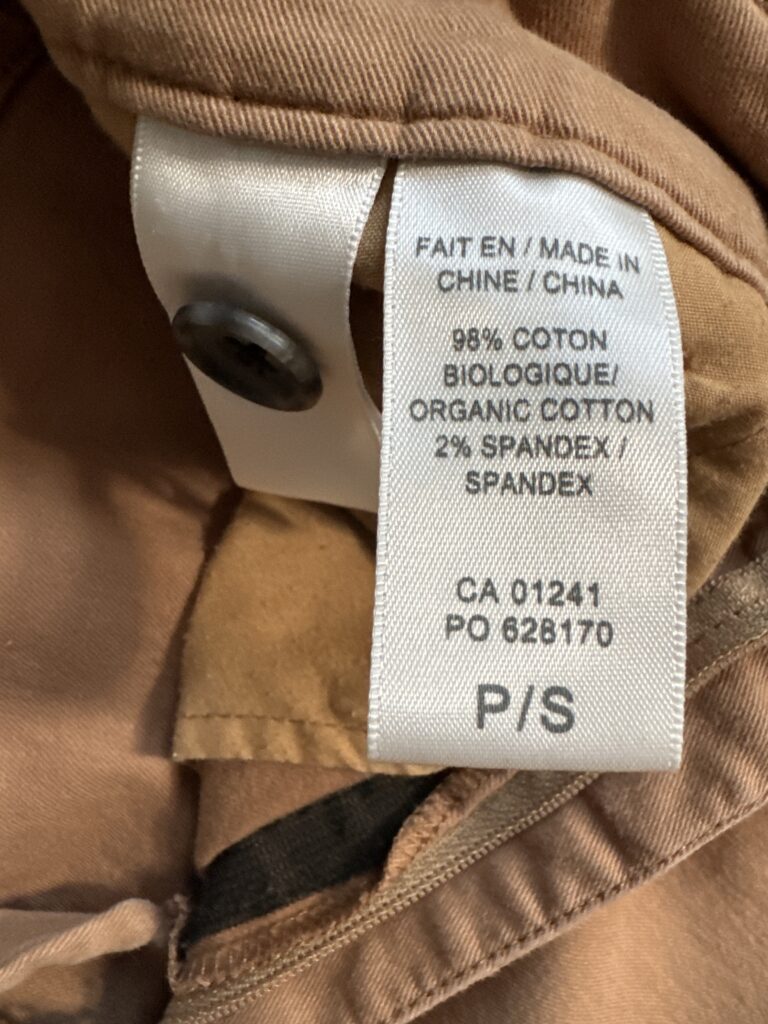 FAIT EN / MADE IN
CHINE / CHINA
98% COTON
BIOLOGIQUE/
ORGANIC COTTON
2% SPANDEX /
SPANDEX
CA 01241
PO 628170
P/S